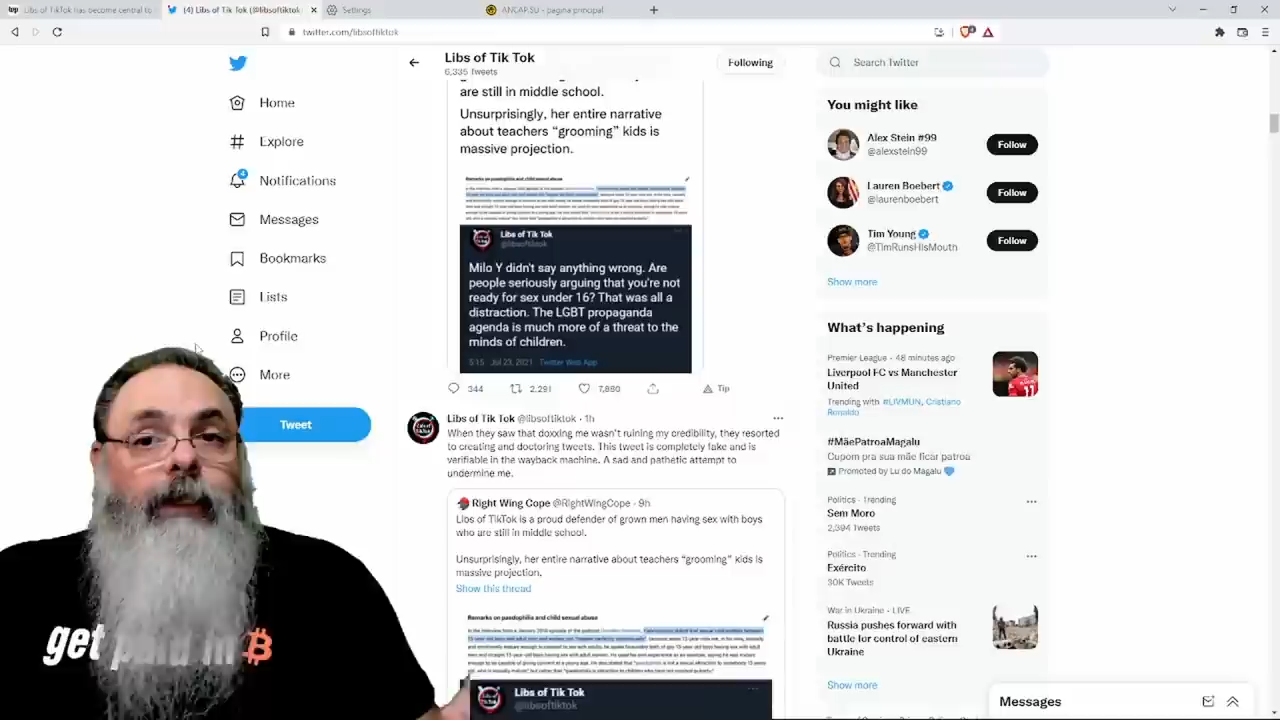 Libs of TikTok has become central to
(4) Libs of Tik Tok (@libsoftiktok)
Settings
ANCAP.SU - página principal
twitter.com/libsoftiktok
Libs of Tik Tok
6,335 Tweets
Following
Search Twitter
Home
Explore
Notifications
Messages
Bookmarks
Lists
Profile
More
Tweet
are still in middle school.
Unsurprisingly, her entire narrative
about teachers “grooming” kids is
massive projection.
Remarks on paedophilia and child sexual abuse
Libs of Tik Tok
@libsoftiktok
Milo Y didn't say anything wrong. Are
people seriously arguing that you're not
ready for sex under 16? That was all a
distraction. The LGBT propaganda
agenda is much more of a threat to the
minds of children.
5:15 Jul 23, 2021 Twitter Web App
344
2,291
7,880
Tip
Libs of Tik Tok @libsoftiktok · 1h
When they saw that doxxing me wasn't ruining my credibility, they resorted
to creating and doctoring tweets. This tweet is completely fake and is
verifiable in the wayback machine. A sad and pathetic attempt to
undermine me.
Right Wing Cope @RightWingCope · 9h
Libs of TikTok is a proud defender of grown men having sex with boys
who are still in middle school.
Unsurprisingly, her entire narrative about teachers “grooming” kids is
massive projection.
Show this thread
Remarks on paedophilia and child sexual abuse
Libs of Tik Tok
@libsoftiktok
You might like
Alex Stein #99
@alexstein99
Follow
Lauren Boebert
@laurenboebert
Follow
Tim Young
@TimRunsHisMouth
Follow
Show more
What's happening
Premier League · 48 minutes ago
Liverpool FC vs Manchester
United
Trending with #LIVMUN, Cristiano
Ronaldo
#MãePatroaMagalu
Cupom pra sua mãe ficar patroa
Promoted by Lu do Magalu
Politics · Trending
Sem Moro
2,394 Tweets
Politics · Trending
Exército
30K Tweets
War in Ukraine · LIVE
Russia pushes forward with
battle for control of eastern
Ukraine
Show more
Messages